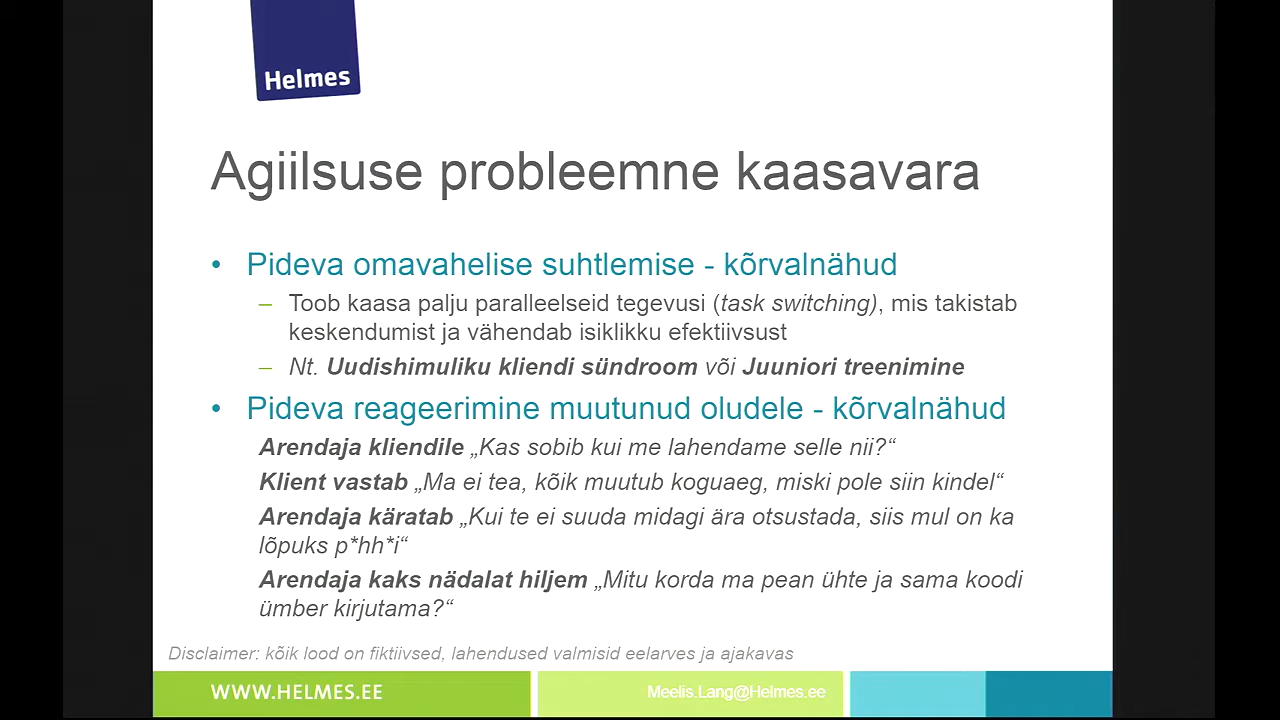 Helmes
Agiilsuse probleemne kaasavara
• Pideva omavahelise suhtlemise - kõrvalnähud
– Toob kaasa palju paralleelseid tegevusi (task switching), mis takistab
keskendumist ja vähendab isiklikku efektiivsust
– Nt. Uudishimuliku kliendi sündroom või Juuniori treenimine
• Pideva reageerimine muutunud oludele - kõrvalnähud
Arendaja kliendile „Kas sobib kui me lahendame selle nii?“
Klient vastab „Ma ei tea, kõik muutub koguaeg, miski pole siin kindel“
Arendaja käratab „Kui te ei suuda midagi ära otsustada, siis mul on ka
lõpuks p*hh*i“
Arendaja kaks nädalat hiljem „Mitu korda ma pean ühte ja sama koodi
ümber kirjutama?“
Disclaimer: kõik lood on fiktiivsed, lahendused valmisid eelarves ja ajakavas
WWW.HELMES.EE
Meelis.Lang@Helmes.ee